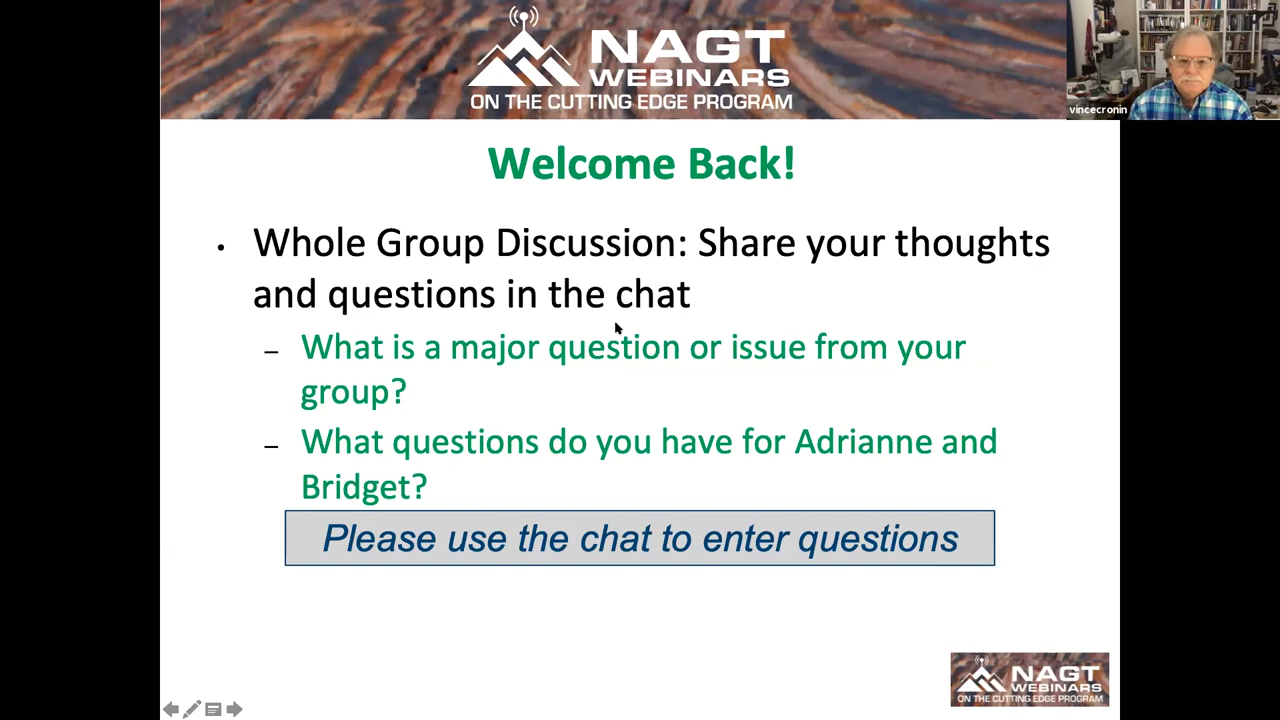 NAGT
WEBINARS
ON THE CUTTING EDGE PROGRAM
vincecronin
Welcome Back!
• Whole Group Discussion: Share your thoughts
and questions in the chat
– What is a major question or issue from your
group?
– What questions do you have for Adrianne and
Bridget?
Please use the chat to enter questions
NAGT
WEBINARS
ON THE CUTTING EDGE PROGRAM